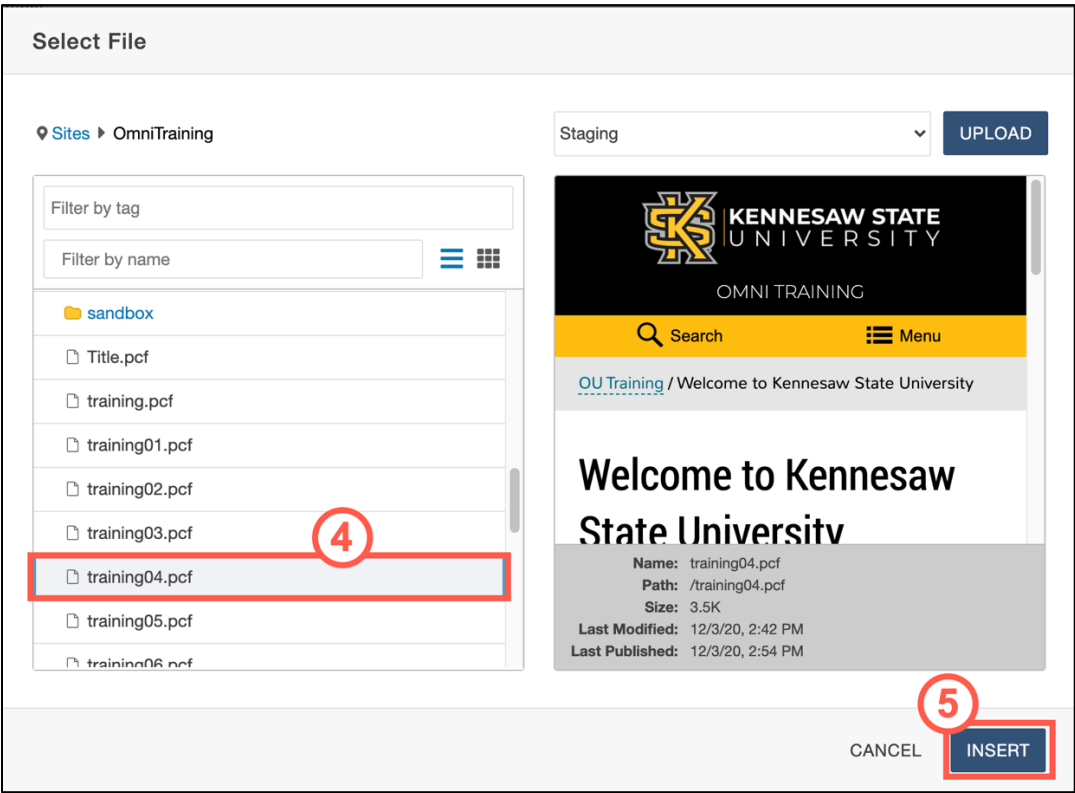 Select File
Sites OmniTraining
Staging
UPLOAD
Filter by tag
Filter by name
sandbox
Title.pcf
training.pcf
training01.pcf
training02.pcf
training03.pcf
4
training04.pcf
training05.pcf
training06.pcf
KS
KENNESAW STATE
UNIVERSITY
OMNI TRAINING
Search
Menu
OU Training / Welcome to Kennesaw State University
Welcome to Kennesaw
State University
Name: training04.pcf
Path: /training04.pcf
Size: 3.5K
Last Modified: 12/3/20, 2:42 PM
Last Published: 12/3/20, 2:54 PM
5
CANCEL
INSERT